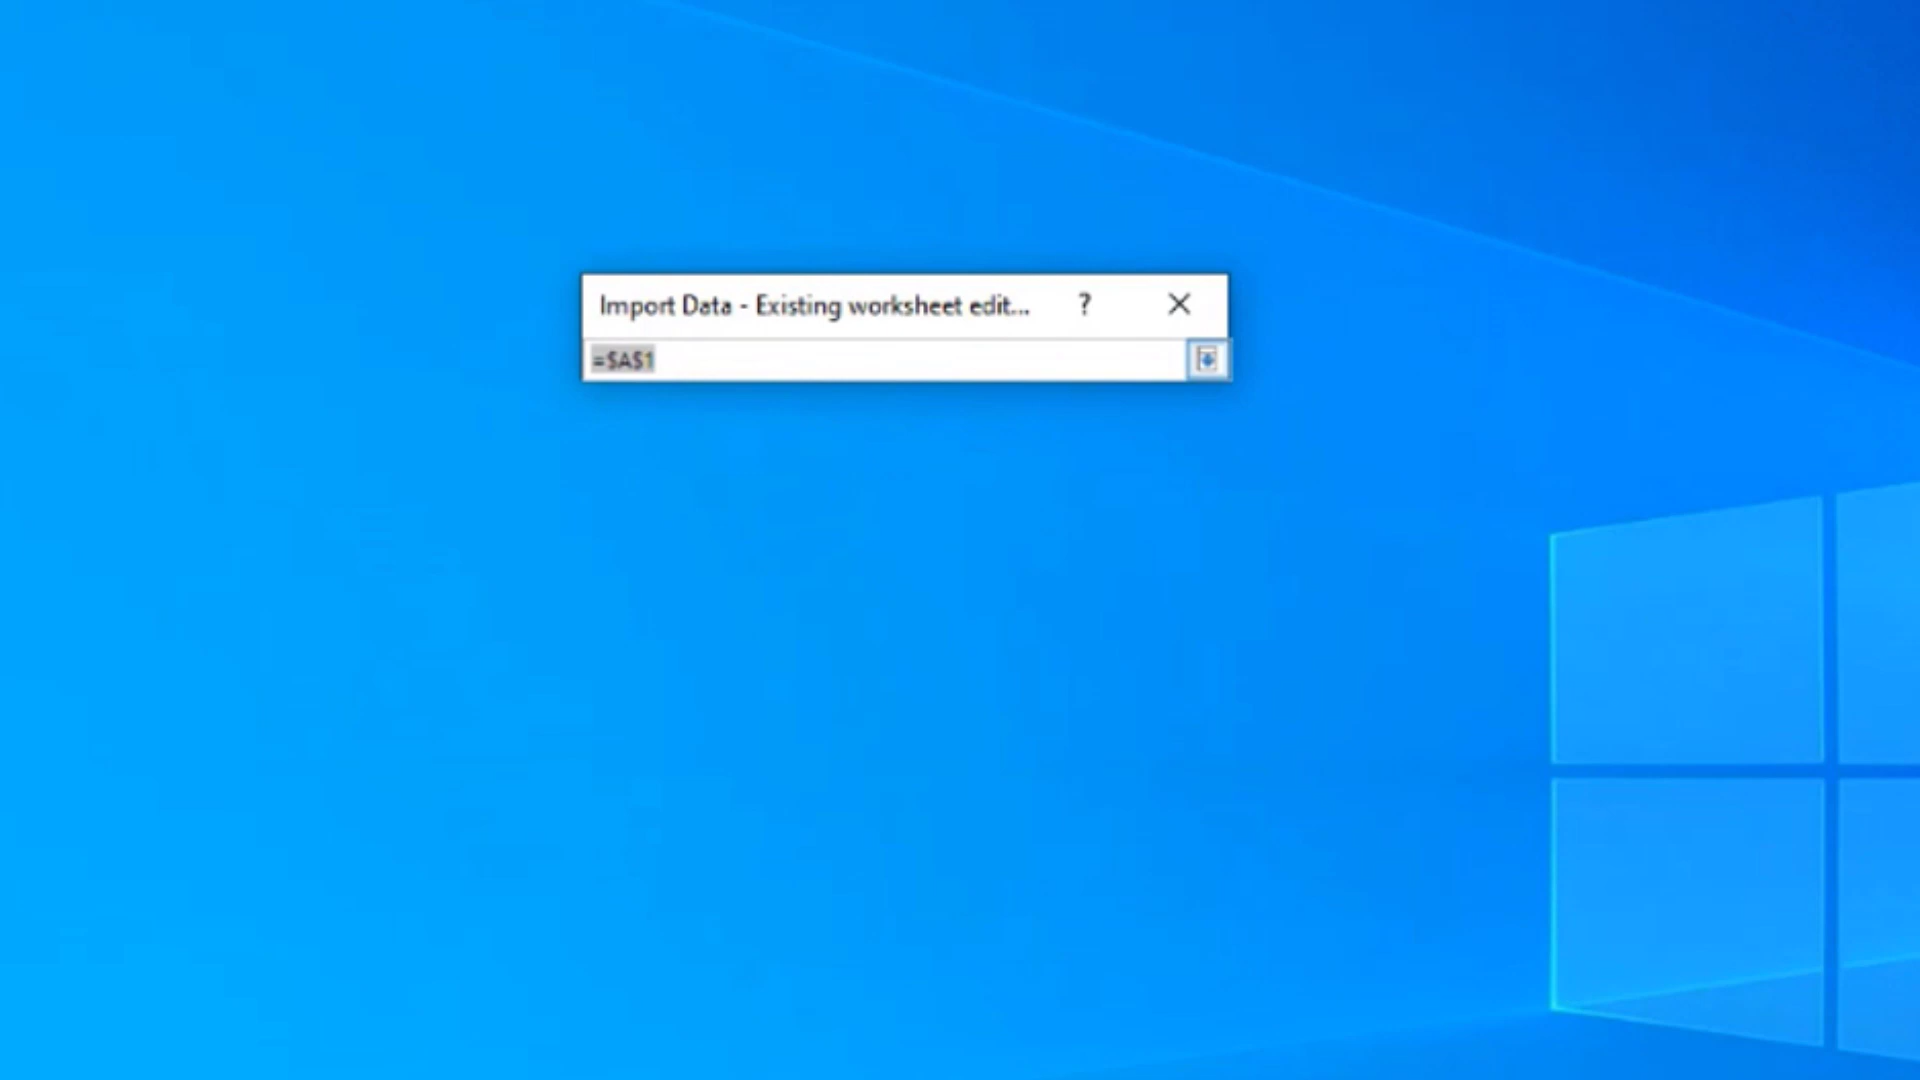 Import Data - Existing worksheet edit... ?
=$A$1